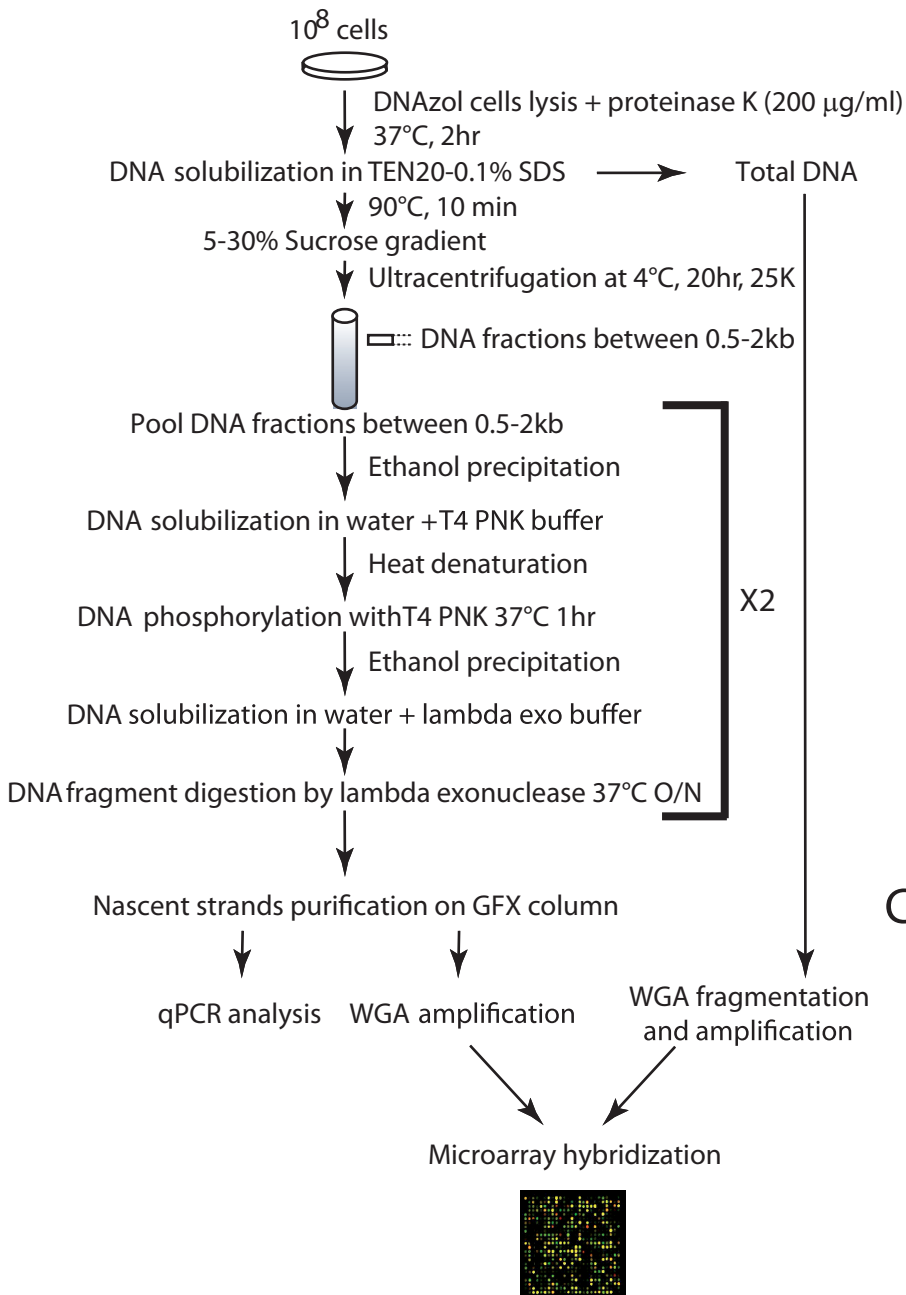 10⁸ cells
DNAzol cells lysis + proteinase K (200 µg/ml)
37°C, 2hr
DNA solubilization in TEN20-0.1% SDS
Total DNA
90°C, 10 min
5-30% Sucrose gradient
Ultracentrifugation at 4°C, 20hr, 25K
DNA fractions between 0.5-2kb
Pool DNA fractions between 0.5-2kb
Ethanol precipitation
DNA solubilization in water +T4 PNK buffer
Heat denaturation
X2
DNA phosphorylation withT4 PNK 37°C 1hr
Ethanol precipitation
DNA solubilization in water + lambda exo buffer
DNA fragment digestion by lambda exonuclease 37°C O/N
Nascent strands purification on GFX column
C
qPCR analysis
WGA amplification
WGA fragmentation
and amplification
Microarray hybridization